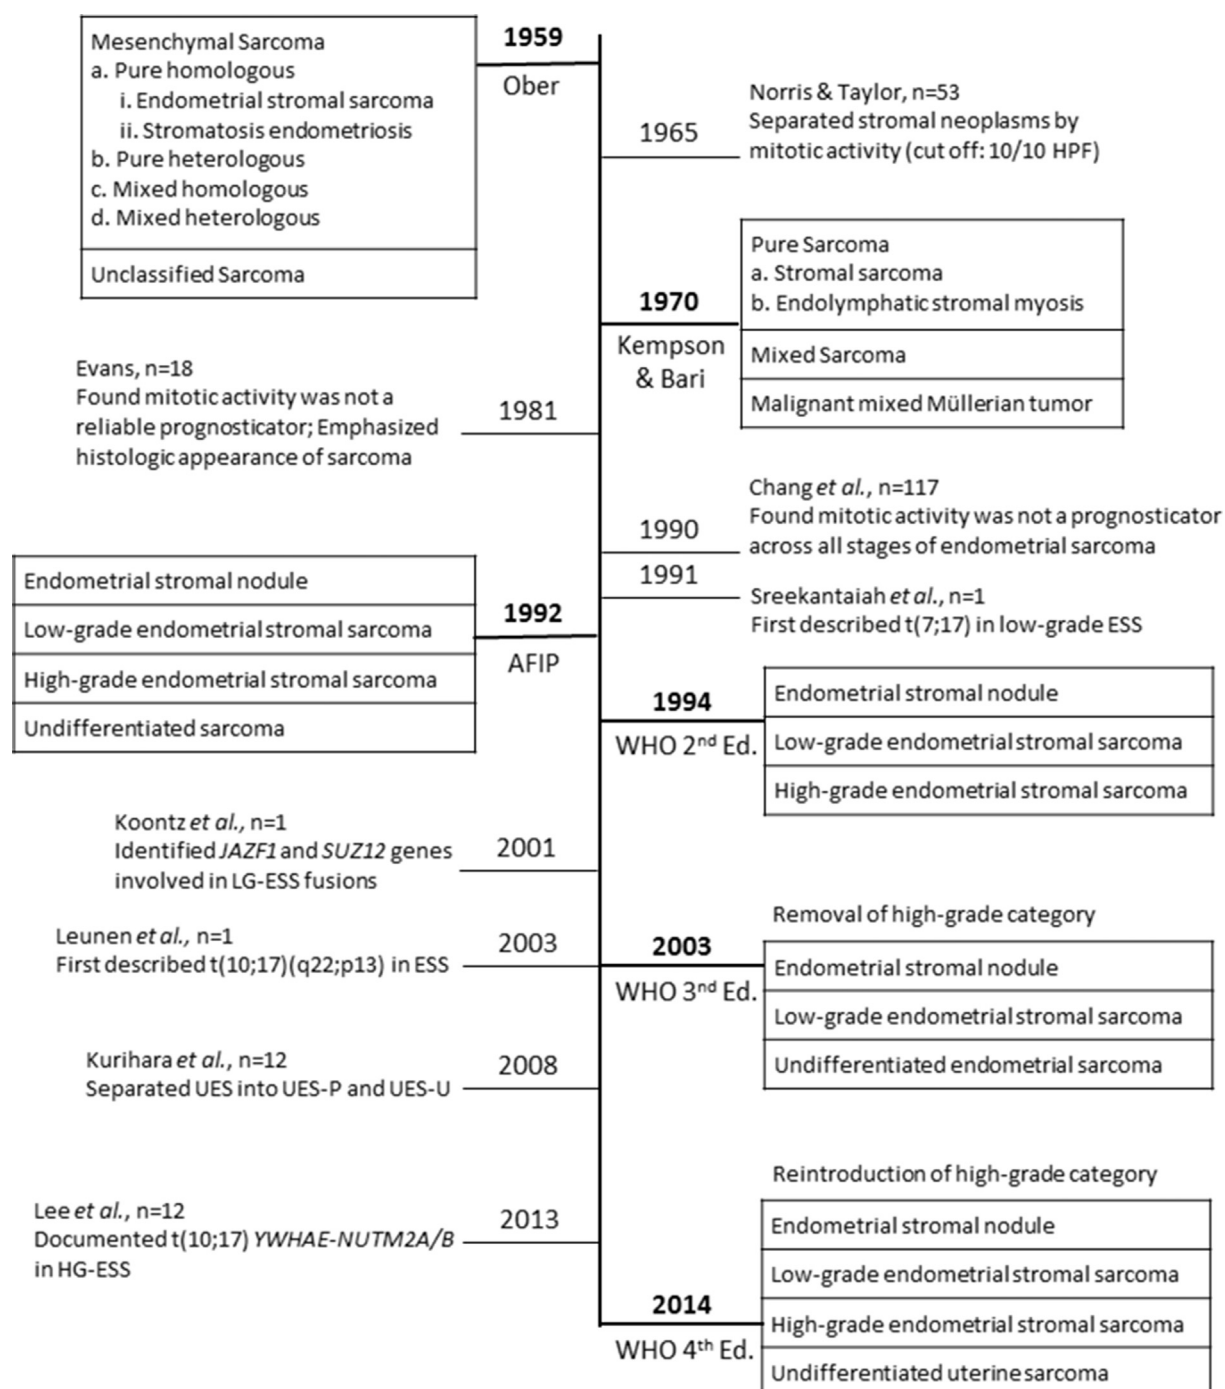 Mesenchymal Sarcoma
a. Pure homologous
i. Endometrial stromal sarcoma
ii. Stromatosis endometriosis
b. Pure heterologous
c. Mixed homologous
d. Mixed heterologous
Unclassified Sarcoma
1959
Ober
1965
Norris & Taylor, n=53
Separated stromal neoplasms by
mitotic activity (cut off: 10/10 HPF)
1970
Kempson
& Bari
Pure Sarcoma
a. Stromal sarcoma
b. Endolymphatic stromal myosis
Mixed Sarcoma
Malignant mixed Müllerian tumor
Evans, n=18
Found mitotic activity was not a
reliable prognosticator; Emphasized
histologic appearance of sarcoma
1981
1990
Chang et al., n=117
Found mitotic activity was not a prognosticator
across all stages of endometrial sarcoma
1991
Sreekantaiah et al., n=1
First described t(7;17) in low-grade ESS
Endometrial stromal nodule
Low-grade endometrial stromal sarcoma
High-grade endometrial stromal sarcoma
Undifferentiated sarcoma
1992
AFIP
1994
WHO 2nd Ed.
Endometrial stromal nodule
Low-grade endometrial stromal sarcoma
High-grade endometrial stromal sarcoma
Koontz et al., n=1
Identified JAZF1 and SUZ12 genes
involved in LG-ESS fusions
2001
Leunen et al., n=1
First described t(10;17)(q22;p13) in ESS
2003
2003
WHO 3nd Ed.
Removal of high-grade category
Endometrial stromal nodule
Low-grade endometrial stromal sarcoma
Undifferentiated endometrial sarcoma
Kurihara et al., n=12
Separated UES into UES-P and UES-U
2008
Lee et al., n=12
Documented t(10;17) YWHAE-NUTM2A/B
in HG-ESS
2013
2014
WHO 4th Ed.
Reintroduction of high-grade category
Endometrial stromal nodule
Low-grade endometrial stromal sarcoma
High-grade endometrial stromal sarcoma
Undifferentiated uterine sarcoma